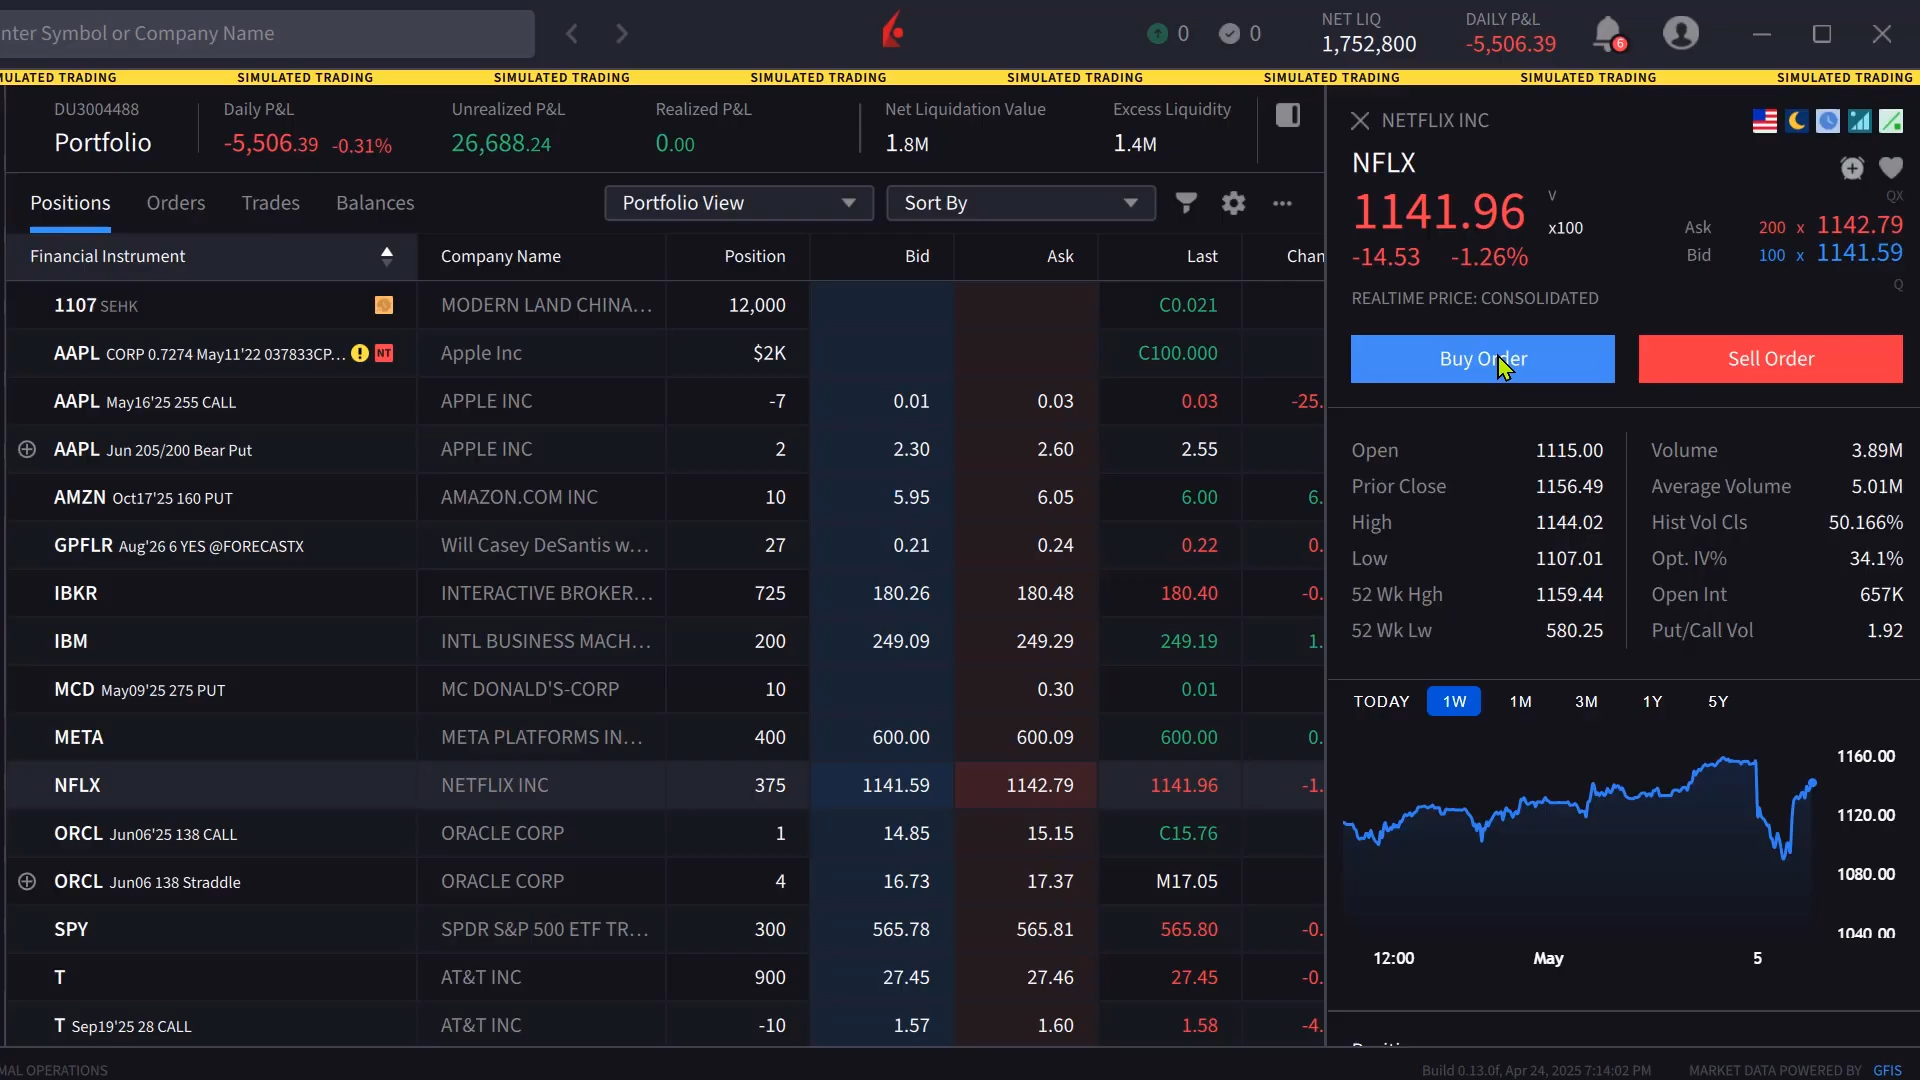 nter Symbol or Company Name
0
0
NET LIQ
1,752,800
DAILY P&L
-5,506.39
6
ULATED TRADING SIMULATED TRADING SIMULATED TRADING SIMULATED TRADING SIMULATED TRADING SIMULATED TRADING SIMULATED TRADING SIMULATED TRADING
DU3004488
Portfolio
Daily P&L
-5,506.39 -0.31%
Unrealized P&L
26,688.24
Realized P&L
0.00
Net Liquidation Value
1.8M
Excess Liquidity
1.4M
Positions Orders Trades Balances
Portfolio View
Sort By
Financial Instrument Company Name Position Bid Ask Last Chan
1107 SEHK MODERN LAND CHINA... 12,000 C0.021
AAPL CORP 0.7274 May11'22 037833CP... ! NT Apple Inc $2K C100.000
AAPL May16'25 255 CALL APPLE INC -7 0.01 0.03 0.03 -25.
AAPL Jun 205/200 Bear Put APPLE INC 2 2.30 2.60 2.55
AMZN Oct17'25 160 PUT AMAZON.COM INC 10 5.95 6.05 6.00 6.
GPFLR Aug'26 6 YES @FORECASTX Will Casey DeSantis w... 27 0.21 0.24 0.22 0.
IBKR INTERACTIVE BROKER... 725 180.26 180.48 180.40 -0.
IBM INTL BUSINESS MACH... 200 249.09 249.29 249.19 1.
MCD May09'25 275 PUT MC DONALD'S-CORP 10 0.30 0.01
META META PLATFORMS IN... 400 600.00 600.09 600.00 0.
NFLX NETFLIX INC 375 1141.59 1142.79 1141.96 -1.
ORCL Jun06'25 138 CALL ORACLE CORP 1 14.85 15.15 C15.76
ORCL Jun06 138 Straddle ORACLE CORP 4 16.73 17.37 M17.05
SPY SPDR S&P 500 ETF TR... 300 565.78 565.81 565.80 -0.
T AT&T INC 900 27.45 27.46 27.45 -0.
T Sep19'25 28 CALL AT&T INC -10 1.57 1.60 1.58 -4.
NETFLIX INC
NFLX
1141.96
V
x100
-14.53 -1.26%
QX
Ask 200 x 1142.79
Bid 100 x 1141.59
Q
REALTIME PRICE: CONSOLIDATED
Buy Order
Sell Order
Open 1115.00 Volume 3.89M
Prior Close 1156.49 Average Volume 5.01M
High 1144.02 Hist Vol Cls 50.166%
Low 1107.01 Opt. IV% 34.1%
52 Wk Hgh 1159.44 Open Int 657K
52 Wk Lw 580.25 Put/Call Vol 1.92
TODAY 1W 1M 3M 1Y 5Y
1160.00
1120.00
1080.00
1040.00
12:00 May 5
MAL OPERATIONS
Build 0.13.0f, Apr 24, 2025 7:14:02 PM
MARKET DATA POWERED BY GFIS